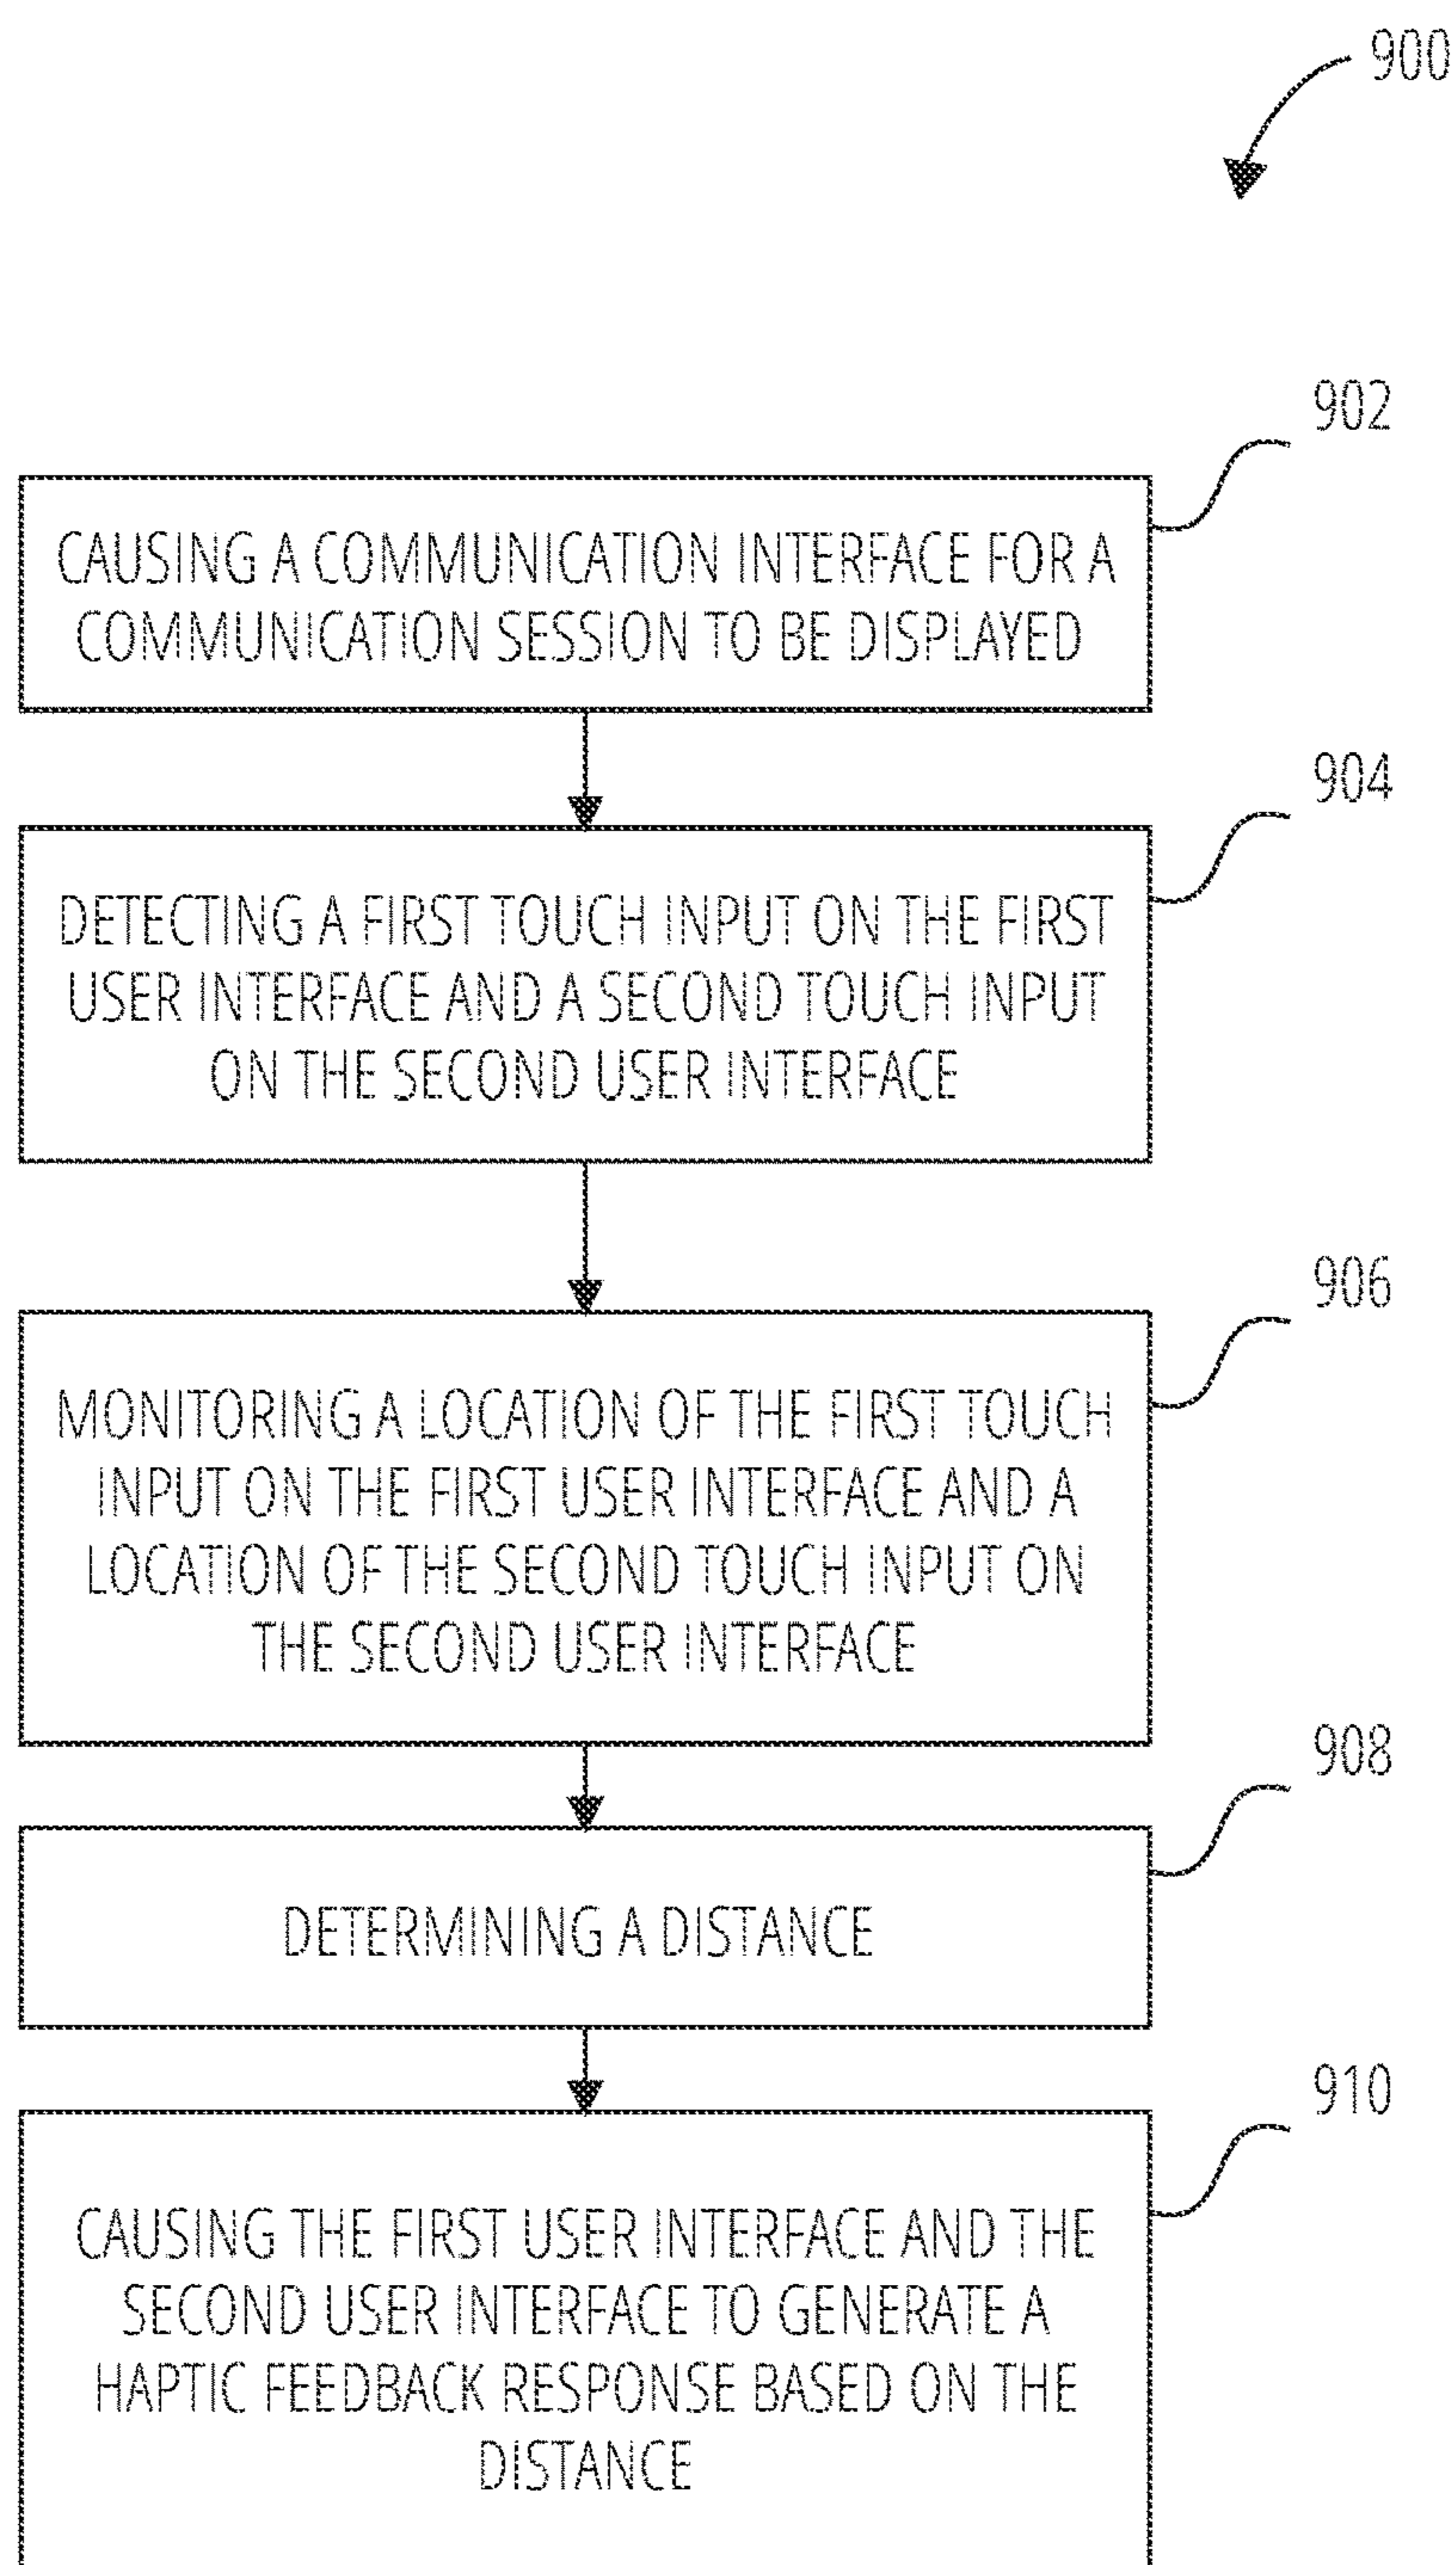 900
902
CAUSING A COMMUNICATION INTERFACE FOR A
COMMUNICATION SESSION TO BE DISPLAYED
904
DETECTING A FIRST TOUCH INPUT ON THE FIRST
USER INTERFACE AND A SECOND TOUCH INPUT
ON THE SECOND USER INTERFACE
906
MONITORING A LOCATION OF THE FIRST TOUCH
INPUT ON THE FIRST USER INTERFACE AND A
LOCATION OF THE SECOND TOUCH INPUT ON
THE SECOND USER INTERFACE
908
DETERMINING A DISTANCE
910
CAUSING THE FIRST USER INTERFACE AND THE
SECOND USER INTERFACE TO GENERATE A
HAPTIC FEEDBACK RESPONSE BASED ON THE
DISTANCE